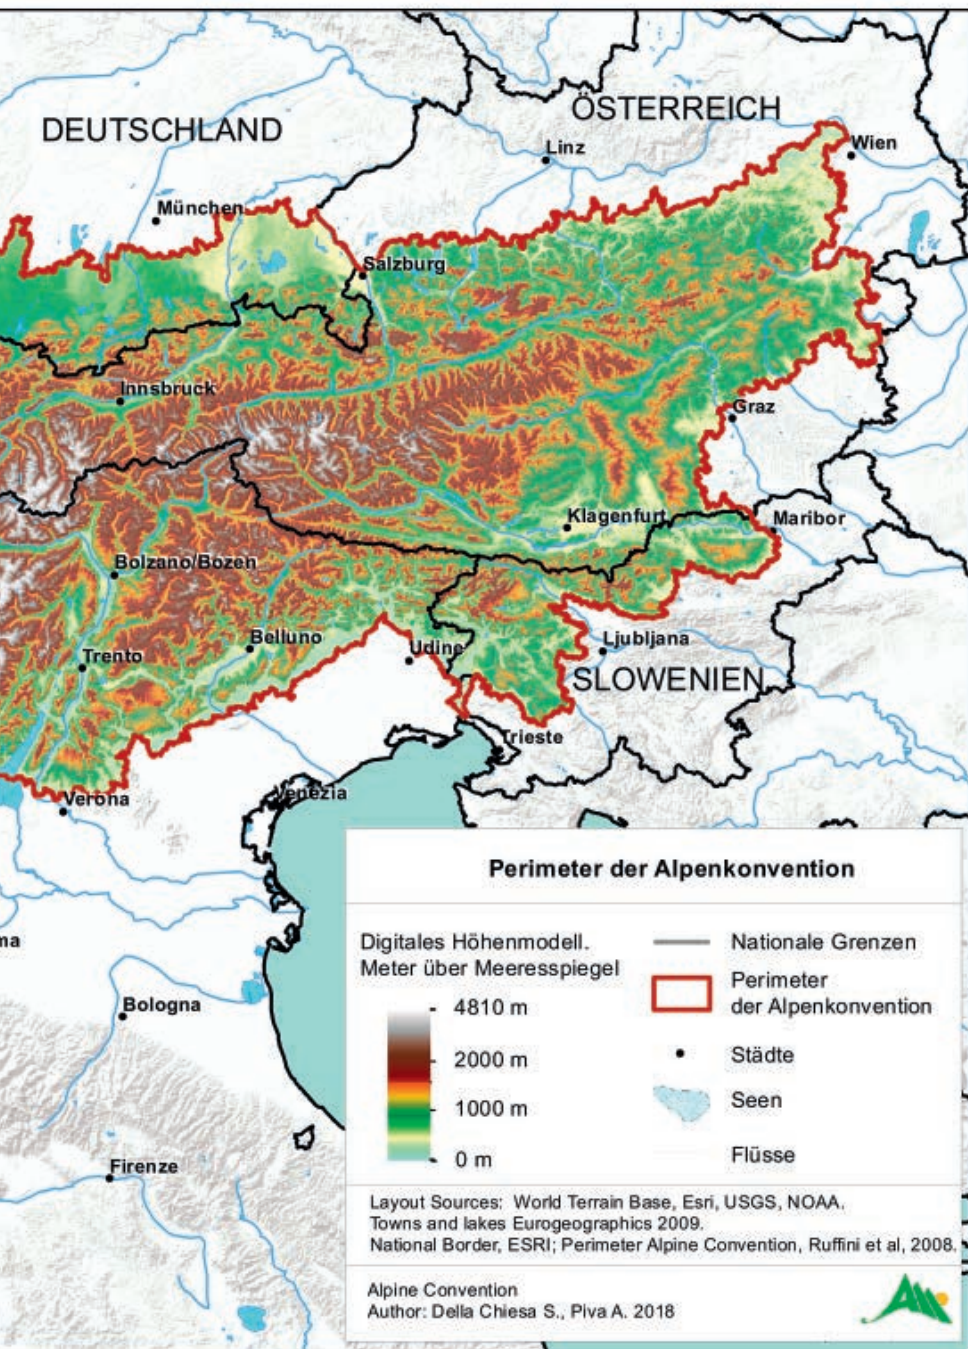 ÖSTERREICH
DEUTSCHLAND
Linz
Wien
München
Salzburg
Innsbruck
Graz
Klagenfurt
Maribor
Bolzano/Bozen
Belluno
Ljubljana
Udine
Trento
SLOWENIEN
Trieste
Venezia
Verona
ma
Bologna
Firenze
Perimeter der Alpenkonvention
Digitales Höhenmodell.
Meter über Meeresspiegel
4810 m
2000 m
1000 m
0 m
Nationale Grenzen
Perimeter
der Alpenkonvention
Städte
Seen
Flüsse
Layout Sources: World Terrain Base, Esri, USGS, NOAA.
Towns and lakes Eurogeographics 2009.
National Border, ESRI; Perimeter Alpine Convention, Ruffini et al, 2008.
Alpine Convention
Author: Della Chiesa S., Piva A. 2018